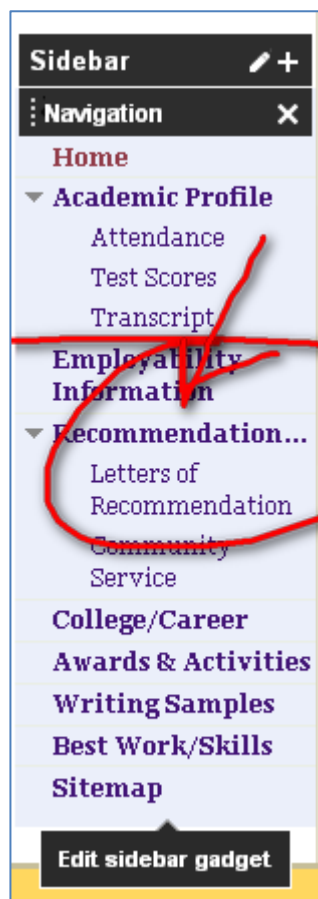 Sidebar
Navigation
Home
Academic Profile
Attendance
Test Scores
Transcript
Employability
Information
Recommendation...
Letters of
Recommendation
Community
Service
College/Career
Awards & Activities
Writing Samples
Best Work/Skills
Sitemap
Edit sidebar gadget